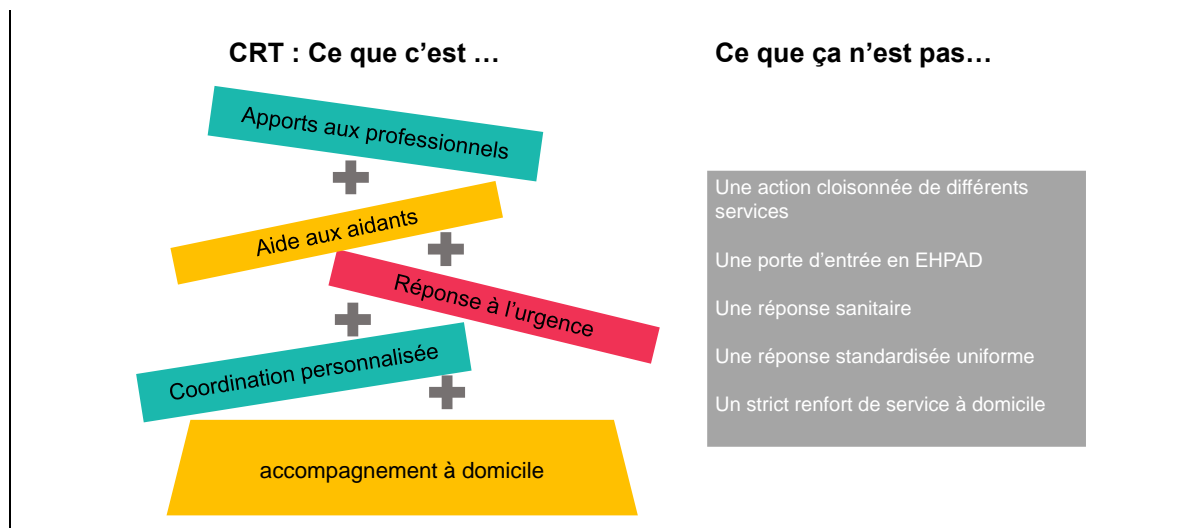 CRT : Ce que c’est …
Apports aux professionnels
Aide aux aidants
Réponse à l’urgence
Coordination personnalisée
accompagnement à domicile
Ce que ça n’est pas…
Une action cloisonnée de différents
services
Une porte d’entrée en EHPAD
Une réponse sanitaire
Une réponse standardisée uniforme
Un strict renfort de service à domicile